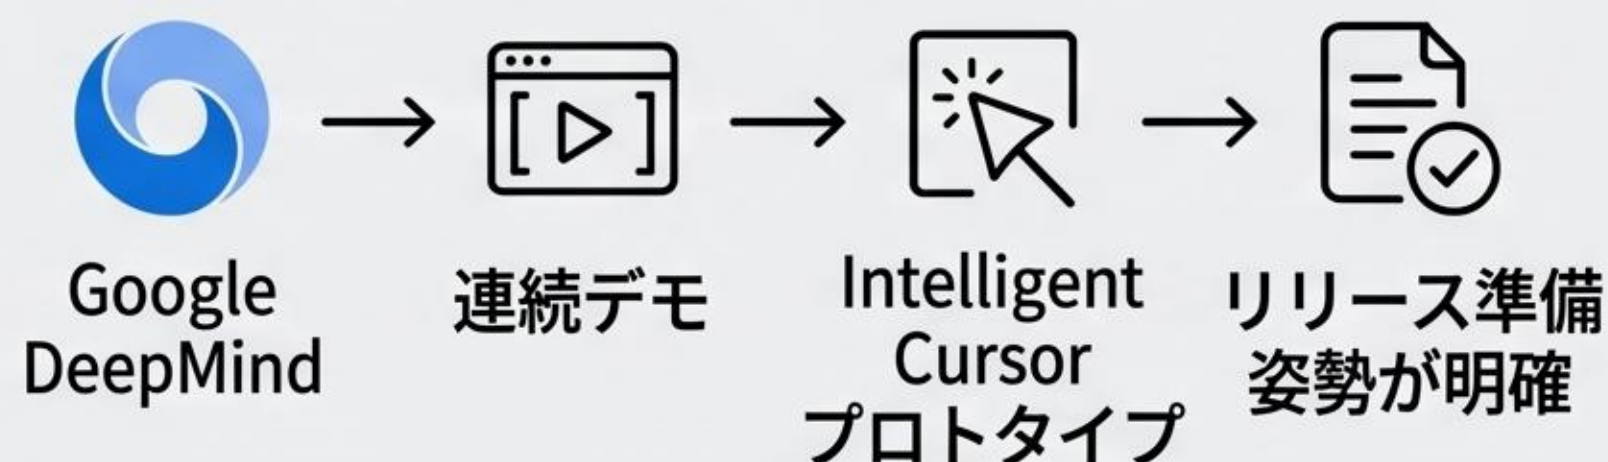 Google
DeepMind
連続デモ
Intelligent
Cursor
プロトタイプ
リリース準備
姿勢が明確